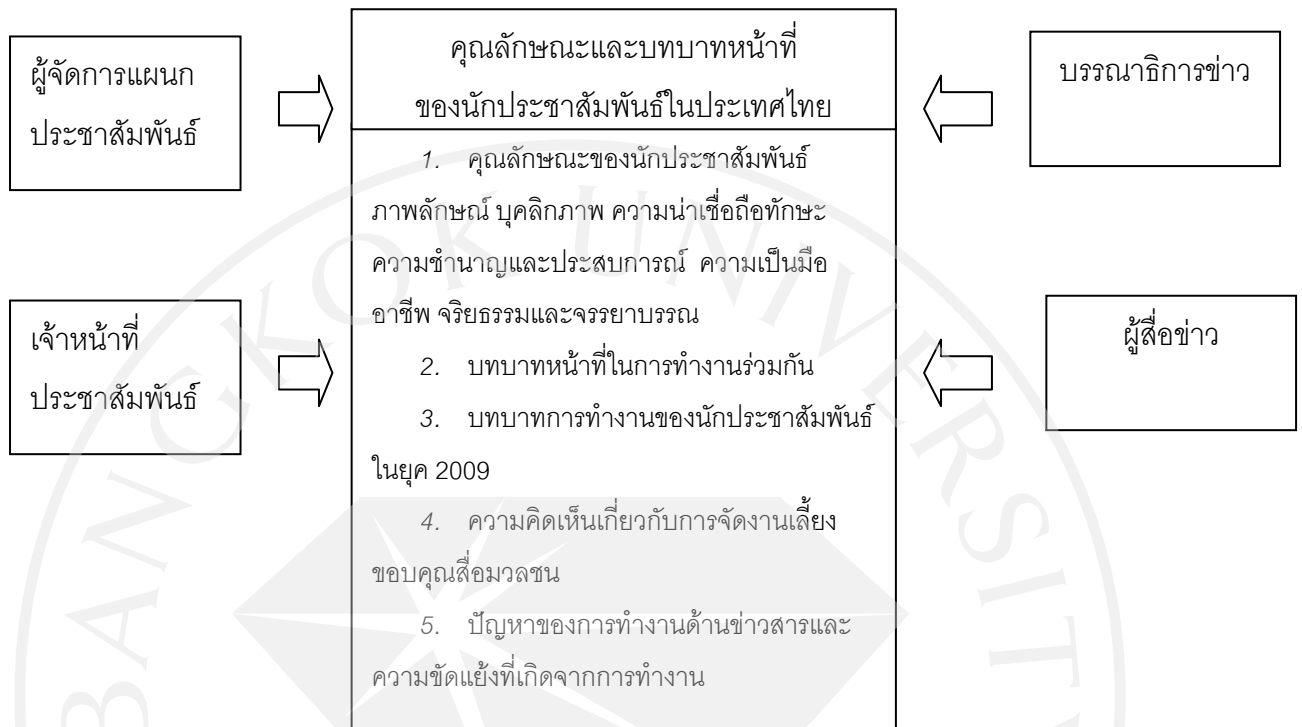 ผู้จัดการแผนก
ประชาสัมพันธ์
เจ้าหน้าที่
ประชาสัมพันธ์
คุณลักษณะและบทบาทหน้าที่
ของนักประชาสัมพันธ์ในประเทศไทย
1. คุณลักษณะของนักประชาสัมพันธ์
ภาพลักษณ์ บุคลิกภาพ ความน่าเชื่อถือทักษะ
ความชำนาญและประสบการณ์ ความเป็นมือ
อาชีพ จริยธรรมและจรรยาบรรณ
2. บทบาทหน้าที่ในการทำงานร่วมกัน
3. บทบาทการทำงานของนักประชาสัมพันธ์
ในยุค 2009
4. ความคิดเห็นเกี่ยวกับการจัดงานเลี้ยง
ขอบคุณสื่อมวลชน
5. ปัญหาของการทำงานด้านข่าวสารและ
ความขัดแย้งที่เกิดจากการทำงาน
บรรณาธิการข่าว
ผู้สื่อข่าว
BANGKOK UNIVERSITY